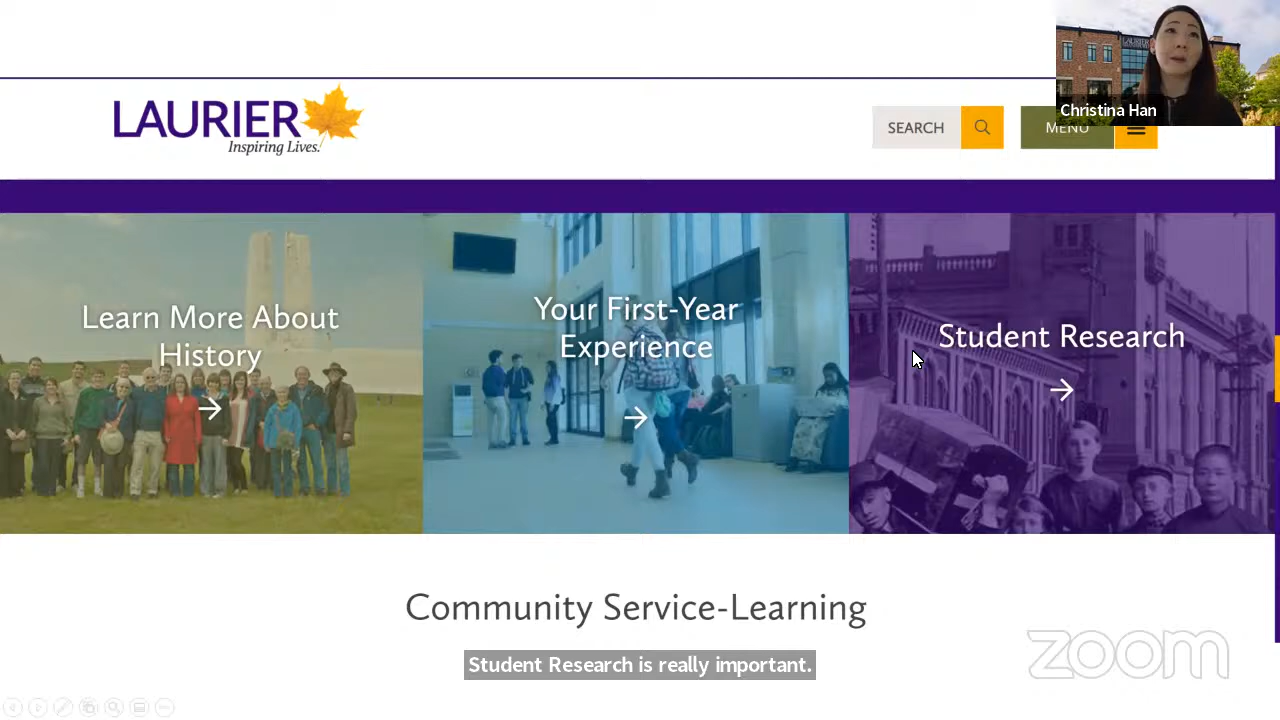 Christina Han
LAURIER
Inspiring Lives.
SEARCH
MENU
Learn More About
History
Your First-Year
Experience
Student Research
Community Service-Learning
Student Research is really important.
zoom